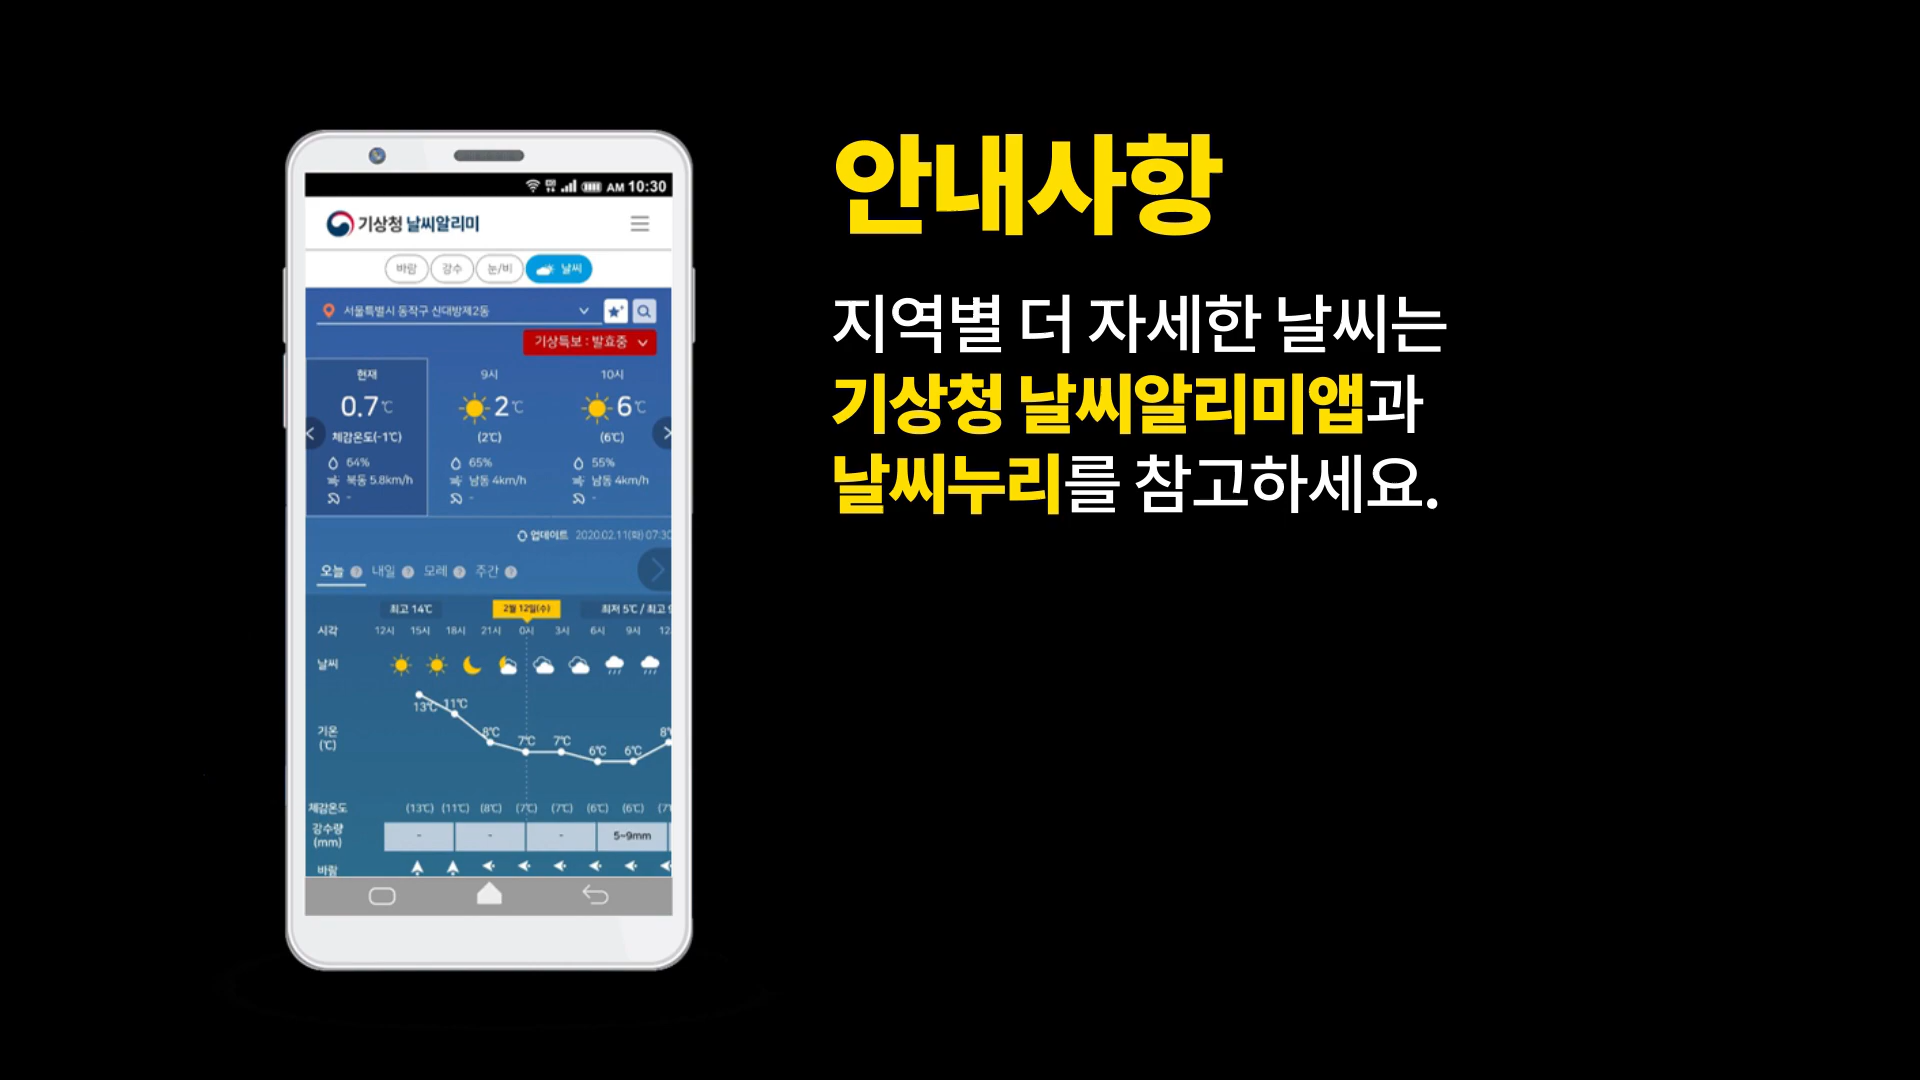 AM 10:30
기상청 날씨알리미
바람 강수 눈/비 날씨
서울특별시 동작구 신대방제2동
기상특보 : 발효중
현재 9시 10시
0.7℃ 2℃ 6℃
체감온도(-1℃) (2℃) (6℃)
64% 65% 55%
북동 5.8km/h 남동 4km/h 남동 4km/h
- - -
업데이트 2020.02.11(화) 07:30
오늘 내일 모레 주간
최고 14℃ 2월 12일(수) 최저 5℃ / 최고 9
시각 12시 15시 18시 21시 0시 3시 6시 9시 12
날씨
13℃ 11℃ 8℃ 7℃ 7℃ 6℃ 6℃ 8℃
기온
(℃)
체감온도 (13℃) (11℃) (8℃) (7℃) (7℃) (6℃) (6℃) (7
강수량
(mm) - - - 5~9mm
바람
안내사항
지역별 더 자세한 날씨는
기상청 날씨알리미앱과
날씨누리를 참고하세요.